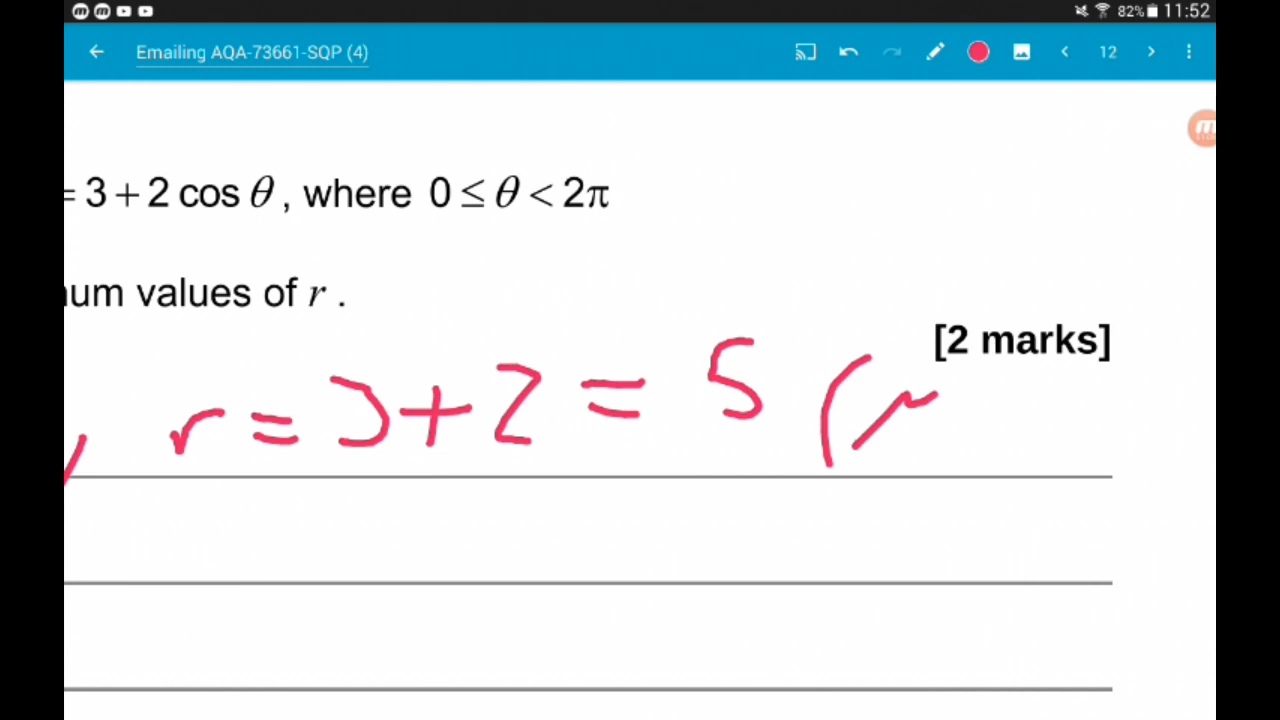 82% 11:52
Emailing AQA-73661-SQP (4)
12
= 3 + 2 cos θ , where 0 ≤ θ < 2π
values of r .
[2 marks]
, r = 3 + 2 = 5 (